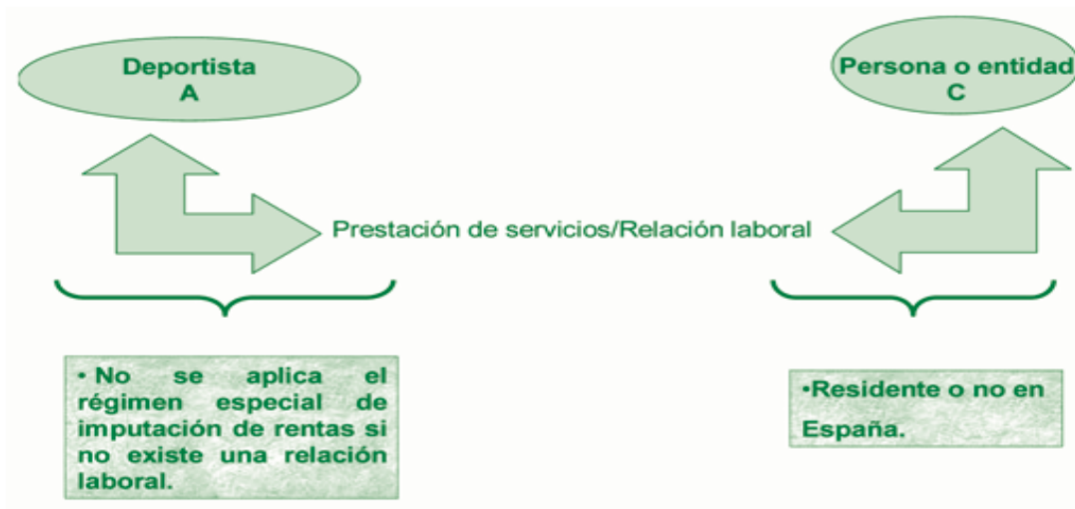 Deportista
A
Persona o entidad
C
Prestación de servicios/Relación laboral
• No se aplica el
régimen especial de
imputación de rentas si
no existe una relación
laboral.
•Residente o no en
España.